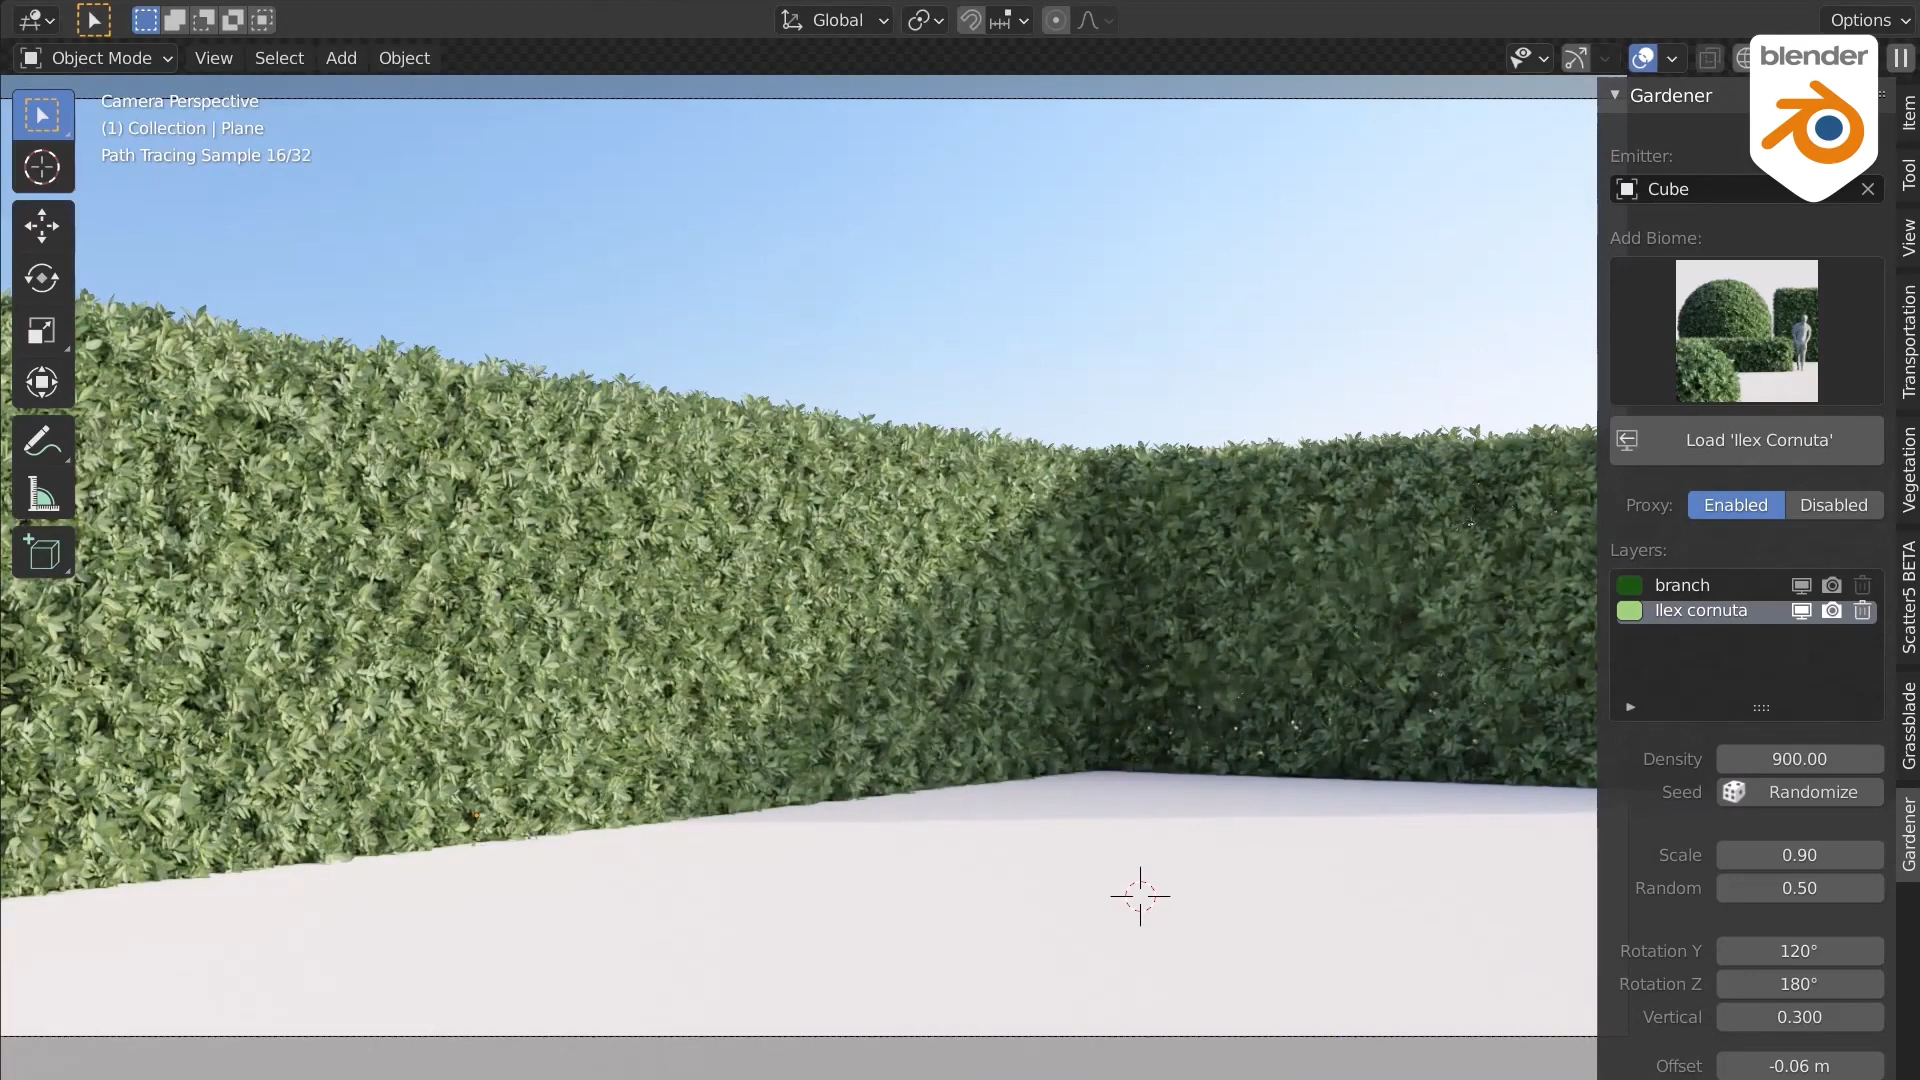 Global
Options
Object Mode
View
Select
Add
Object
blender
Camera Perspective
(1) Collection | Plane
Path Tracing Sample 16/32
Gardener
Emitter:
Cube
Add Biome:
Load 'Ilex Cornuta'
Proxy:
Enabled
Disabled
Layers:
branch
Ilex cornuta
Density
900.00
Seed
Randomize
Scale
0.90
Random
0.50
Rotation Y
120°
Rotation Z
180°
Vertical
0.300
Offset
-0.06 m
Item
Tool
View
Transportation
Vegetation
Scatter5 BETA
Grassblade
Gardener